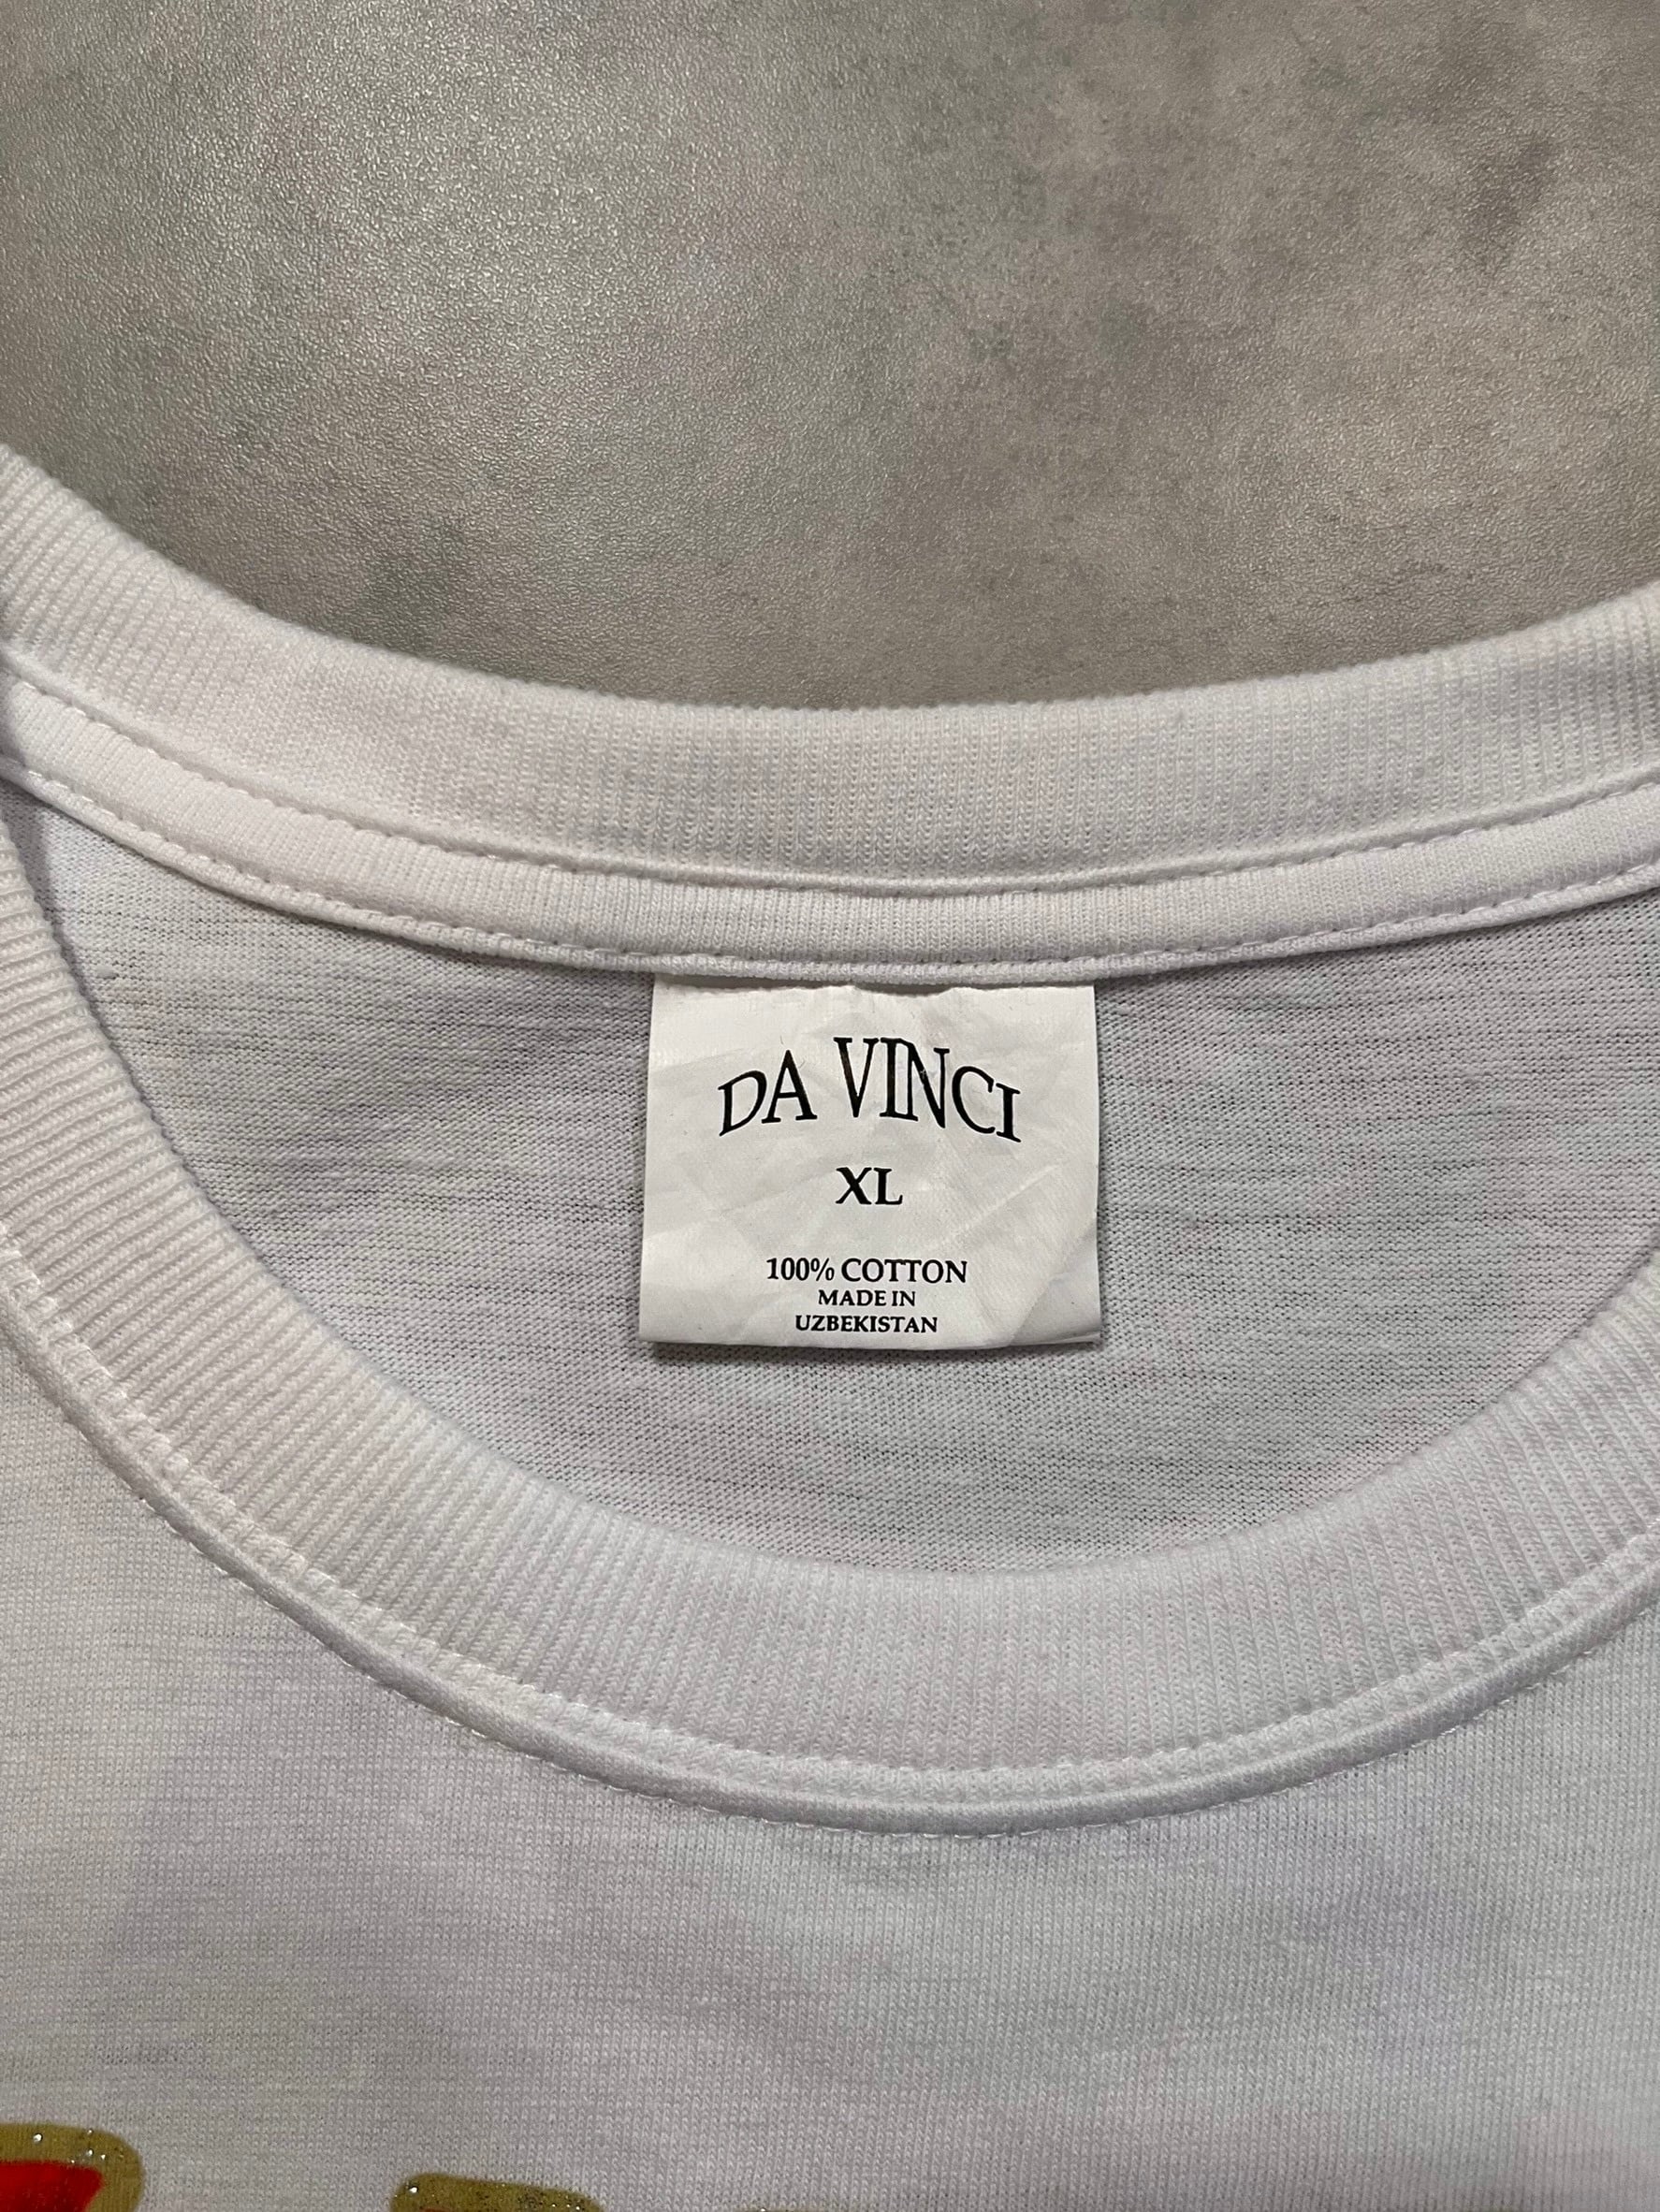 DA VINCI
XL
100% COTTON
MADE IN
UZBEKISTAN